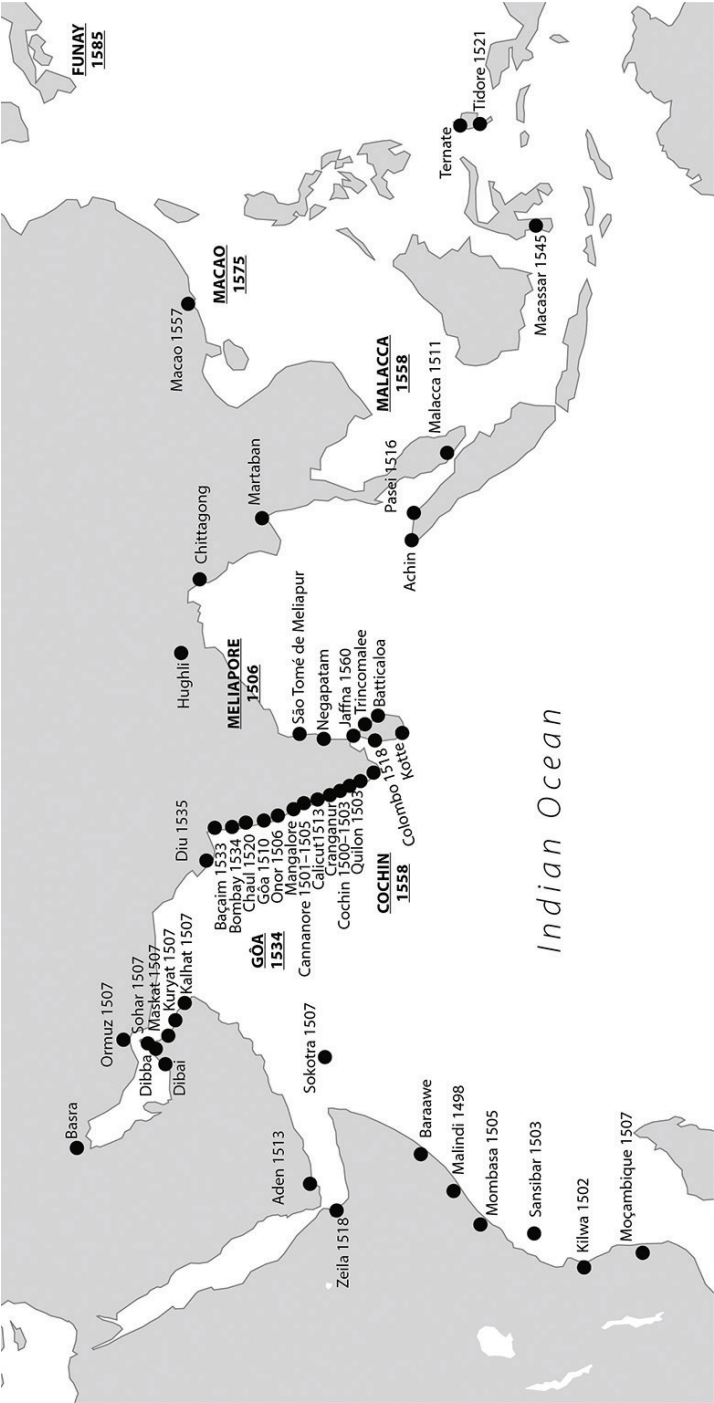 FUNAY
1585
MACAO
1575
Macao 1557
Ternate
Tidore 1521
Macassar 1545
MALACCA
1558
Malacca 1511
Pasei 1516
Achin
Martaban
Chittagong
Hughli
MELIAPORE
1506
São Tomé de Meliapur
Negapatam
Jaffna 1560
Trincomalee
Batticaloa
Colombo 1518
Kotte
Diu 1535
Baçaim 1533
Bombay 1534
Chaul 1520
Gôa 1510
Onor 1506
Mangalore
Cannanore 1501–1505
Calicut1513
Cranganur
Cochin 1500–1503
Quilon 1503
GÔA
1534
COCHIN
1558
Indian Ocean
Ormuz 1507
Sohar 1507
Maskat 1507
Kuryat 1507
Kalhat 1507
Dibba
Dibai
Basra
Sokotra 1507
Aden 1513
Zeila 1518
Baraawe
Malindi 1498
Mombasa 1505
Sansibar 1503
Kilwa 1502
Moçambique 1507